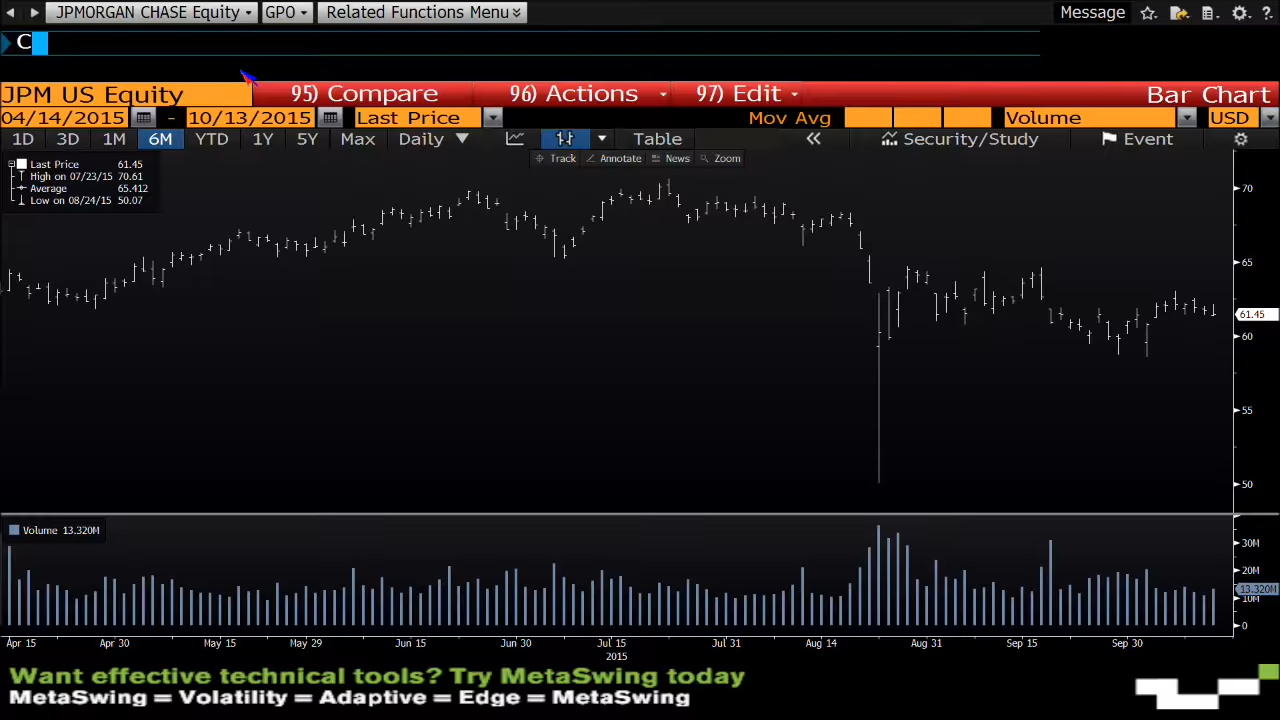 JPMORGAN CHASE Equity GPO Related Functions Menu Message ?
C
JPM US Equity 95) Compare 96) Actions 97) Edit Bar Chart
04/14/2015 - 10/13/2015 Last Price Mov Avg Volume USD
1D 3D 1M 6M YTD 1Y 5Y Max Daily Table Security/Study Event
Track Annotate News Zoom
Last Price 61.45
High on 07/23/15 70.61
Average 65.412
Low on 08/24/15 50.07
70
65
61.45
60
55
50
Volume 13.320M
30M
20M
13.320M
10M
0
Apr 15 Apr 30 May 15 May 29 Jun 15 Jun 30 Jul 15 Jul 31 Aug 14 Aug 31 Sep 15 Sep 30
2015
Want effective technical tools? Try MetaSwing today
MetaSwing = Volatility = Adaptive = Edge = MetaSwing